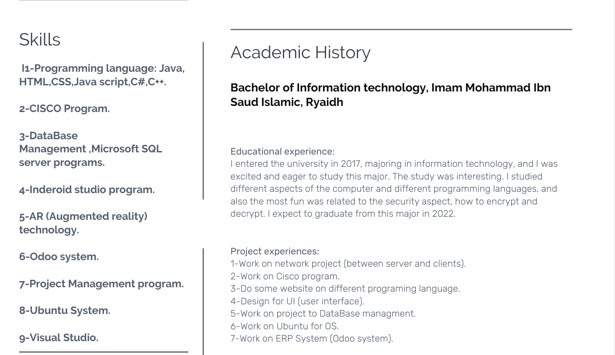 Skills
I1-Programming language: Java,
HTML,CSS,Java script,C#,C++.
2-CISCO Program.
3-DataBase
Management ,Microsoft SQL
server programs.
4-Inderoid studio program.
5-AR (Augmented reality)
technology.
6-Odoo system.
7-Project Management program.
8-Ubuntu System.
9-Visual Studio.
Academic History
Bachelor of Information technology, Imam Mohammad Ibn
Saud Islamic, Ryaidh
Educational experience:
I entered the university in 2017, majoring in information technology, and I was
excited and eager to study this major. The study was interesting. I studied
different aspects of the computer and different programming languages, and
also the most fun was related to the security aspect, how to encrypt and
decrypt. I expect to graduate from this major in 2022.
Project experiences:
1-Work on network project (between server and clients).
2-Work on Cisco program.
3-Do some website on different programing language.
4-Design for UI (user interface).
5-Work on project to DataBase managment.
6-Work on Ubuntu for OS.
7-Work on ERP System (Odoo system).